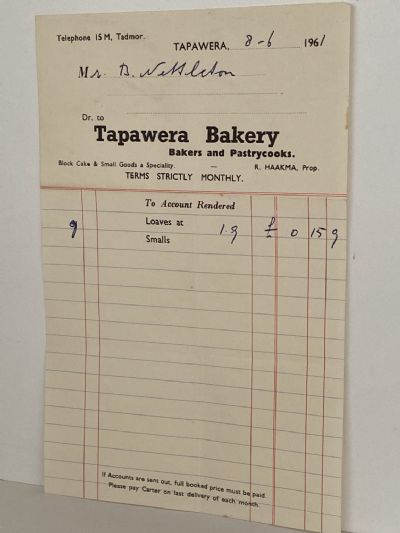 Telephone 15 M, Tadmor.
TAPAWERA, 8-6 1961
Mr. B. Nettleton
Dr. to
Tapawera Bakery
Bakers and Pastrycooks.
Block Cake & Small Goods a Speciality. — R. HAAKMA, Prop.
TERMS STRICTLY MONTHLY.
To Account Rendered
9 Loaves at 1.9 £ 0 15 9
Smalls
If Accounts are sent out, full booked price must be paid.
Please pay Carter on last delivery of each month.